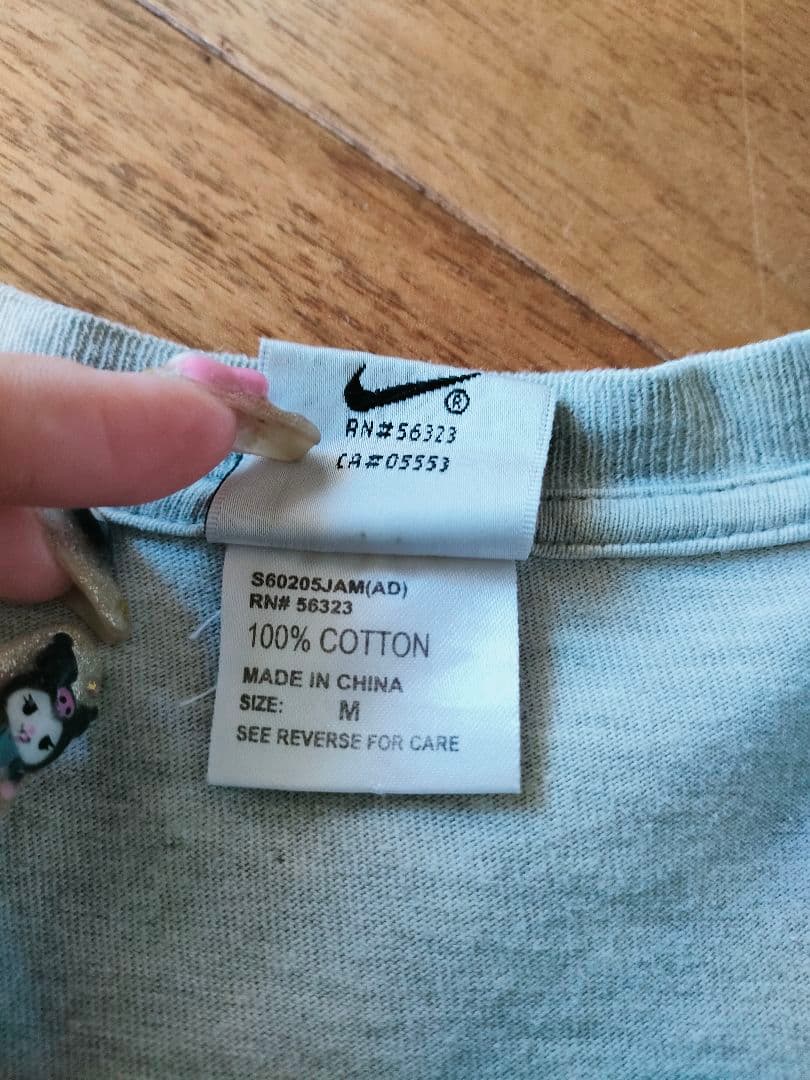 ®
RN#56323
CA#05553
S60205JAM(AD)
RN# 56323
100% COTTON
MADE IN CHINA
SIZE: M
SEE REVERSE FOR CARE